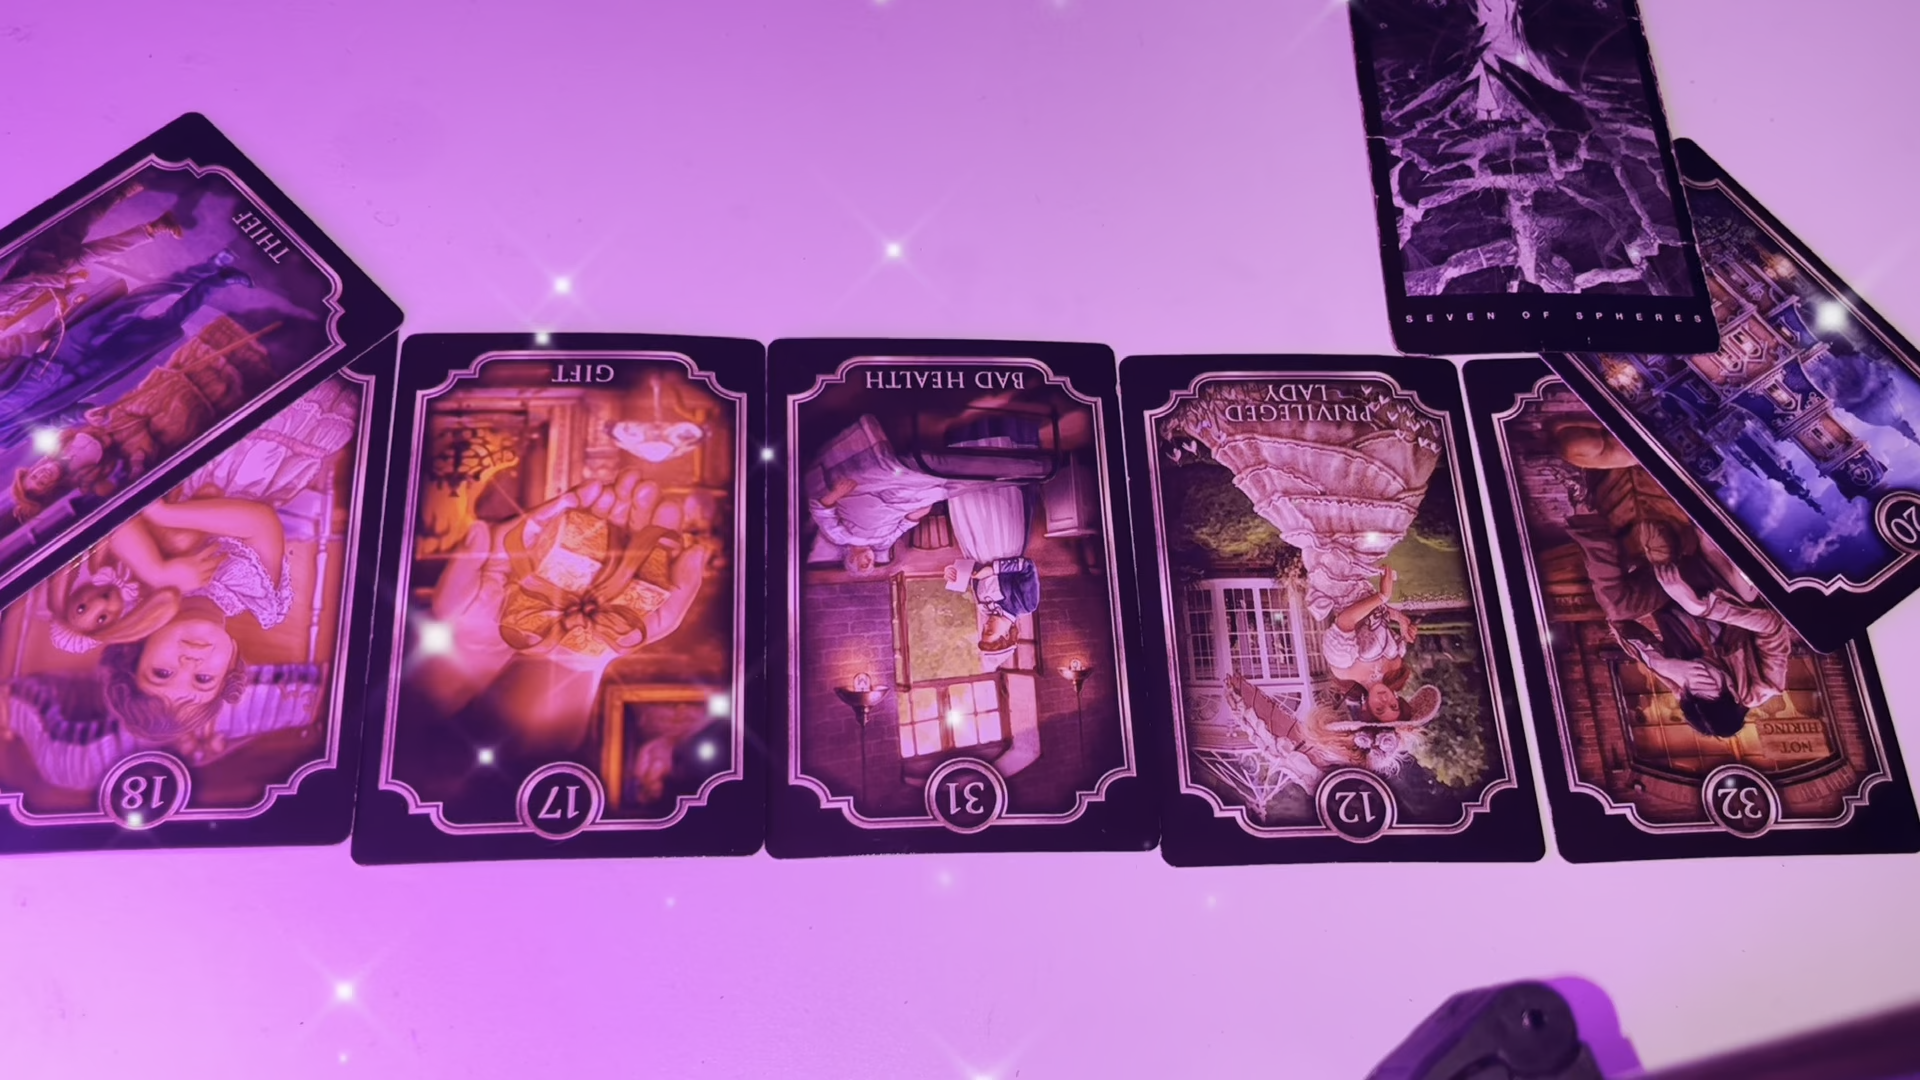 THIEF
GIFT
BAD HEALTH
PRIVILEGED
LADY
SEVEN OF SPHERES
NOT
HIRING
18
17
31
12
32
20